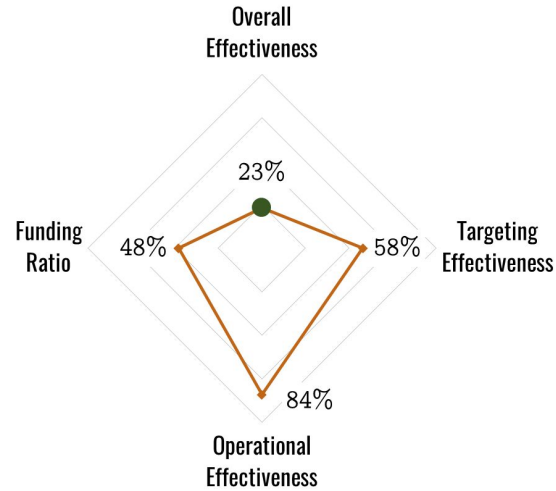 Overall
Effectiveness
23%
Funding
Ratio
48%
58%
Targeting
Effectiveness
84%
Operational
Effectiveness